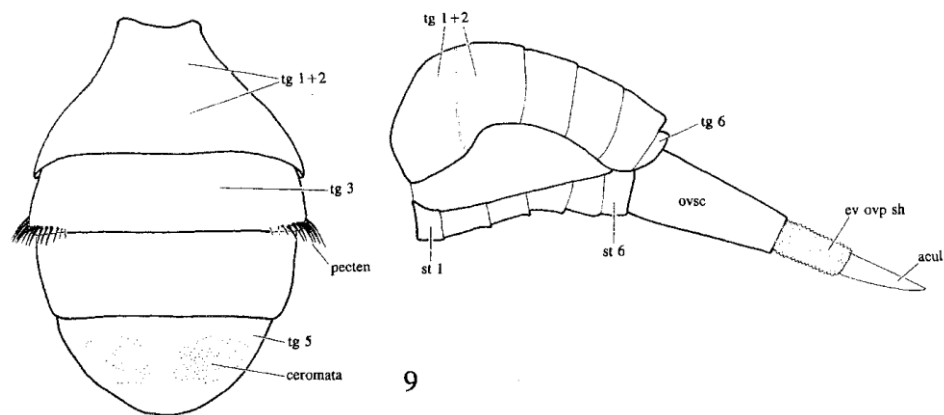 tg 1+2
tg 3
pecten
tg 5
ceromata
tg 1+2
tg 6
ovsc
ev ovp sh
acul
st 1
st 6
9